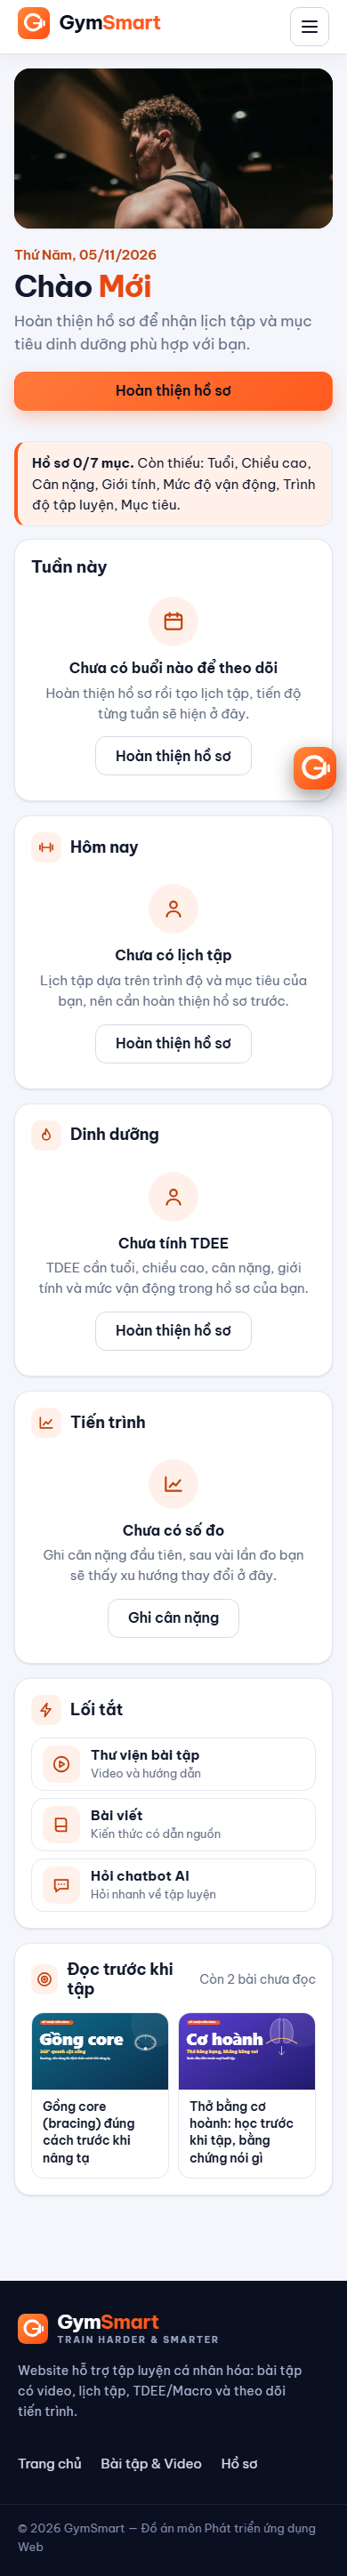 GymSmart
Thứ Năm, 05/11/2026
Chào Mới
Hoàn thiện hồ sơ để nhận lịch tập và mục
tiêu dinh dưỡng phù hợp với bạn.
Hoàn thiện hồ sơ
Hồ sơ 0/7 mục. Còn thiếu: Tuổi, Chiều cao,
Cân nặng, Giới tính, Mức độ vận động, Trình
độ tập luyện, Mục tiêu.
Tuần này
Chưa có buổi nào để theo dõi
Hoàn thiện hồ sơ rồi tạo lịch tập, tiến độ
từng tuần sẽ hiện ở đây.
Hoàn thiện hồ sơ
Hôm nay
Chưa có lịch tập
Lịch tập dựa trên trình độ và mục tiêu của
bạn, nên cần hoàn thiện hồ sơ trước.
Hoàn thiện hồ sơ
Dinh dưỡng
Chưa tính TDEE
TDEE cần tuổi, chiều cao, cân nặng, giới
tính và mức vận động trong hồ sơ của bạn.
Hoàn thiện hồ sơ
Tiến trình
Chưa có số đo
Ghi cân nặng đầu tiên, sau vài lần đo bạn
sẽ thấy xu hướng thay đổi ở đây.
Ghi cân nặng
Lối tắt
Thư viện bài tập
Video và hướng dẫn
Bài viết
Kiến thức có dẫn nguồn
Hỏi chatbot AI
Hỏi nhanh về tập luyện
Đọc trước khi
tập
Còn 2 bài chưa đọc
Gồng core
Gồng core
(bracing) đúng
cách trước khi
nâng tạ
Cơ hoành
Thở bằng cơ
hoành: học trước
khi tập, bằng
chứng nói gì
GymSmart
TRAIN HARDER & SMARTER
Website hỗ trợ tập luyện cá nhân hóa: bài tập
có video, lịch tập, TDEE/Macro và theo dõi
tiến trình.
Trang chủ Bài tập & Video Hồ sơ
© 2026 GymSmart — Đồ án môn Phát triển ứng dụng
Web